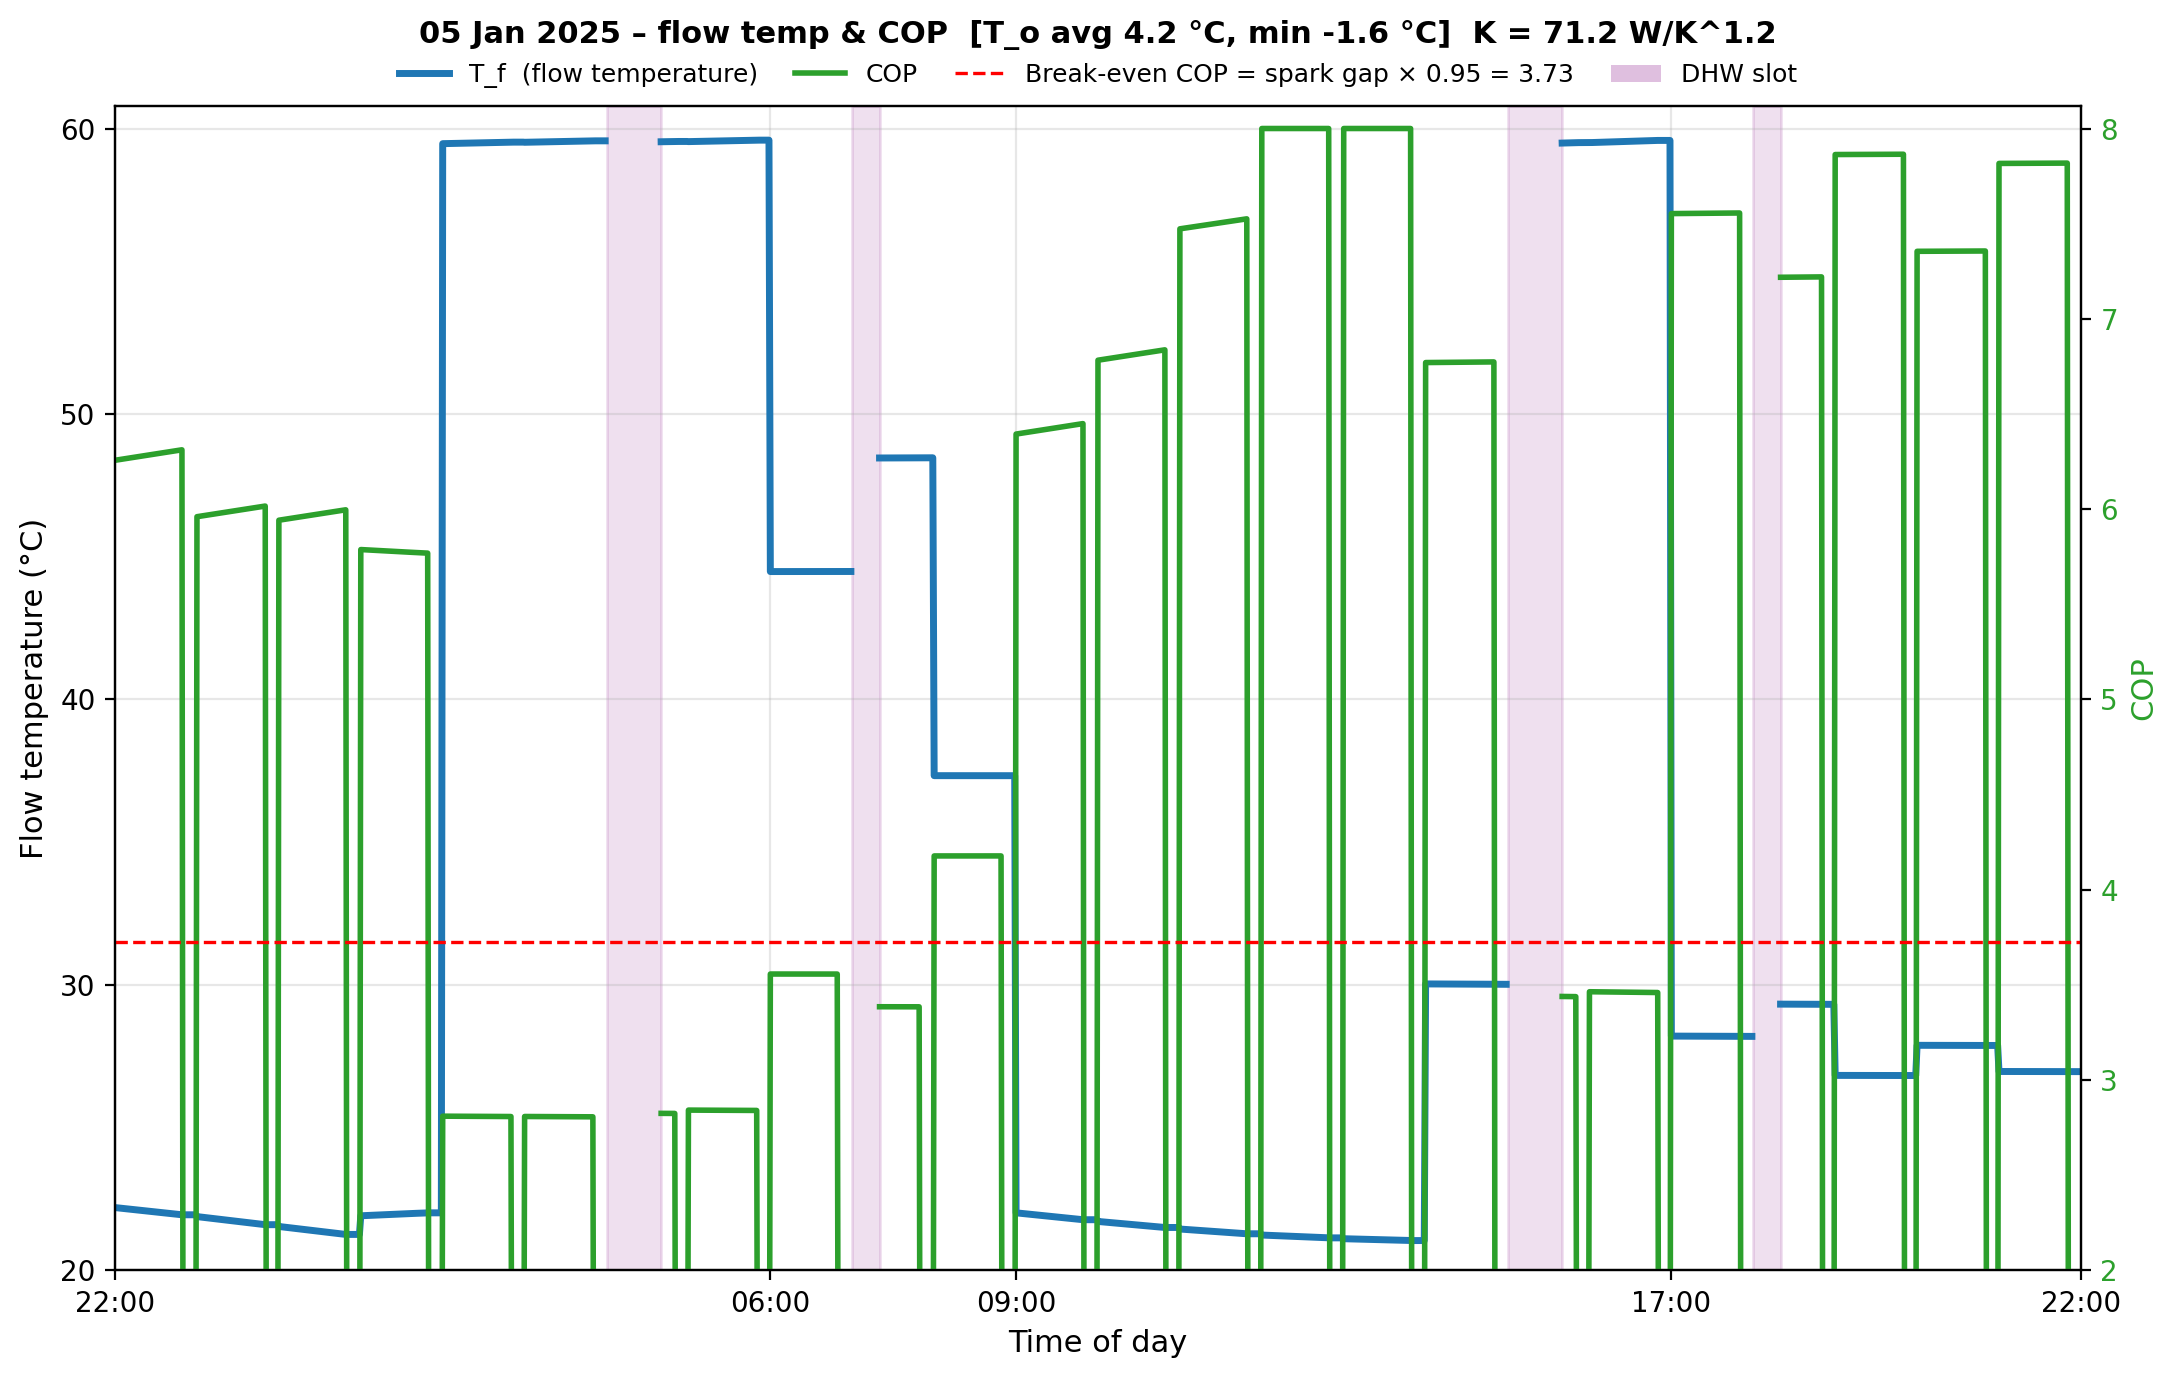 05 Jan 2025 – flow temp & COP  [T_o avg 4.2 °C, min -1.6 °C]  K = 71.2 W/K^1.2
T_f  (flow temperature)
COP
Break-even COP = spark gap × 0.95 = 3.73
DHW slot
Flow temperature (°C)
60
50
40
30
20
8
7
6
5
4
3
2
COP
22:00
06:00
09:00
17:00
22:00
Time of day